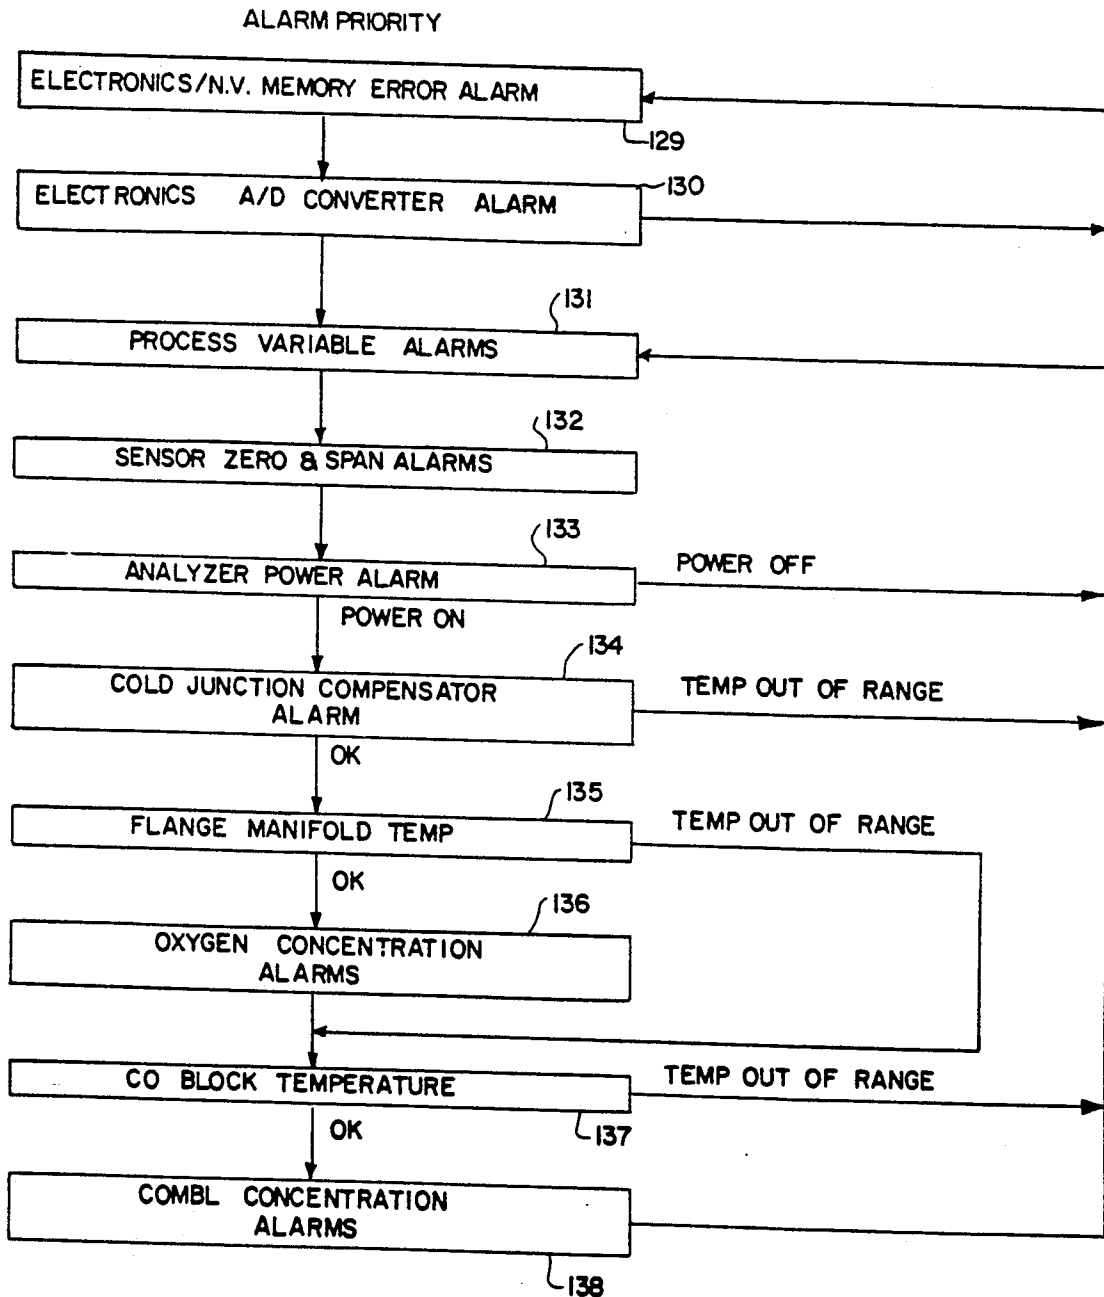 ALARM PRIORITY
ELECTRONICS/N.V. MEMORY ERROR ALARM
129
130
ELECTRONICS A/D CONVERTER ALARM
131
PROCESS VARIABLE ALARMS
132
SENSOR ZERO & SPAN ALARMS
133
ANALYZER POWER ALARM
POWER OFF
POWER ON
134
COLD JUNCTION COMPENSATOR
ALARM
TEMP OUT OF RANGE
OK
135
FLANGE MANIFOLD TEMP
TEMP OUT OF RANGE
OK
136
OXYGEN CONCENTRATION
ALARMS
CO BLOCK TEMPERATURE
TEMP OUT OF RANGE
137
OK
COMBL CONCENTRATION
ALARMS
138